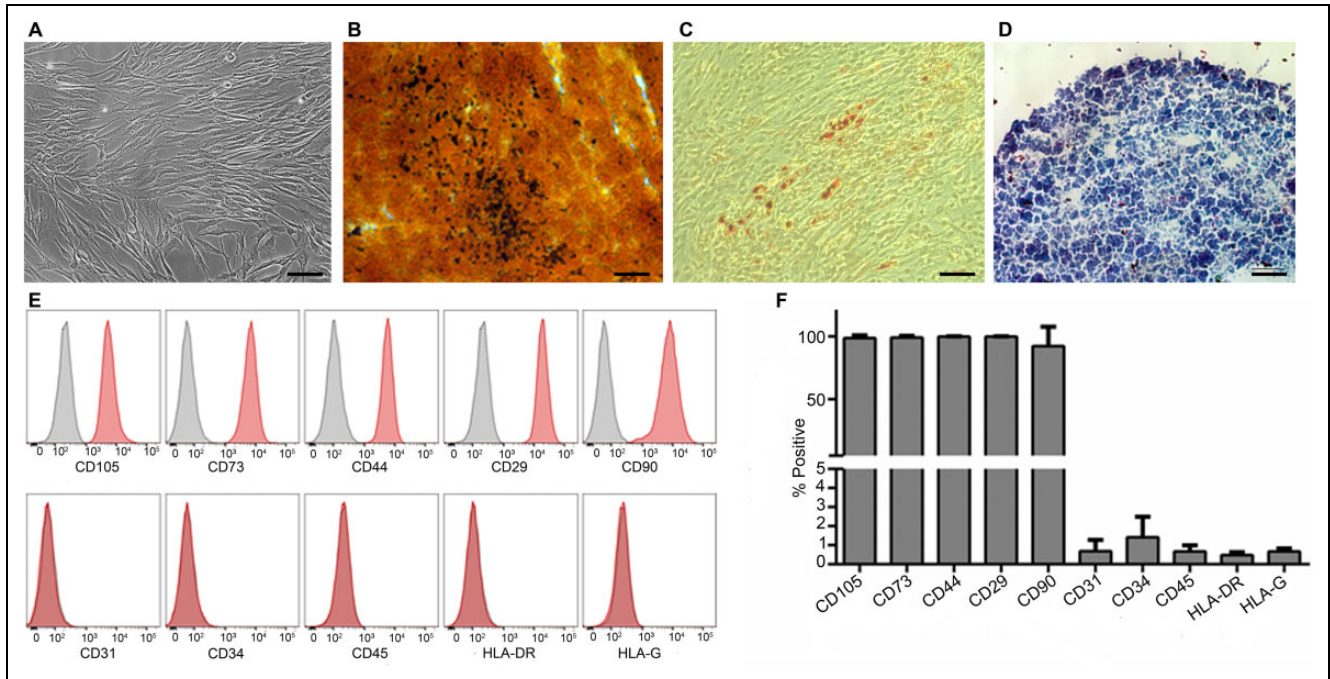 A
B
C
D
E
0 10² 10³ 10⁴ 10⁵
CD105
0 10² 10³ 10⁴ 10⁵
CD73
0 10² 10³ 10⁴ 10⁵
CD44
0 10² 10³ 10⁴ 10⁵
CD29
0 10² 10³ 10⁴ 10⁵
CD90
0 10² 10³ 10⁴ 10⁵
CD31
0 10² 10³ 10⁴ 10⁵
CD34
0 10² 10³ 10⁴ 10⁵
CD45
0 10² 10³ 10⁴ 10⁵
HLA-DR
0 10² 10³ 10⁴ 10⁵
HLA-G
F
% Positive
100
50
5
4
3
2
1
0
CD105
CD73
CD44
CD29
CD90
CD31
CD34
CD45
HLA-DR
HLA-G